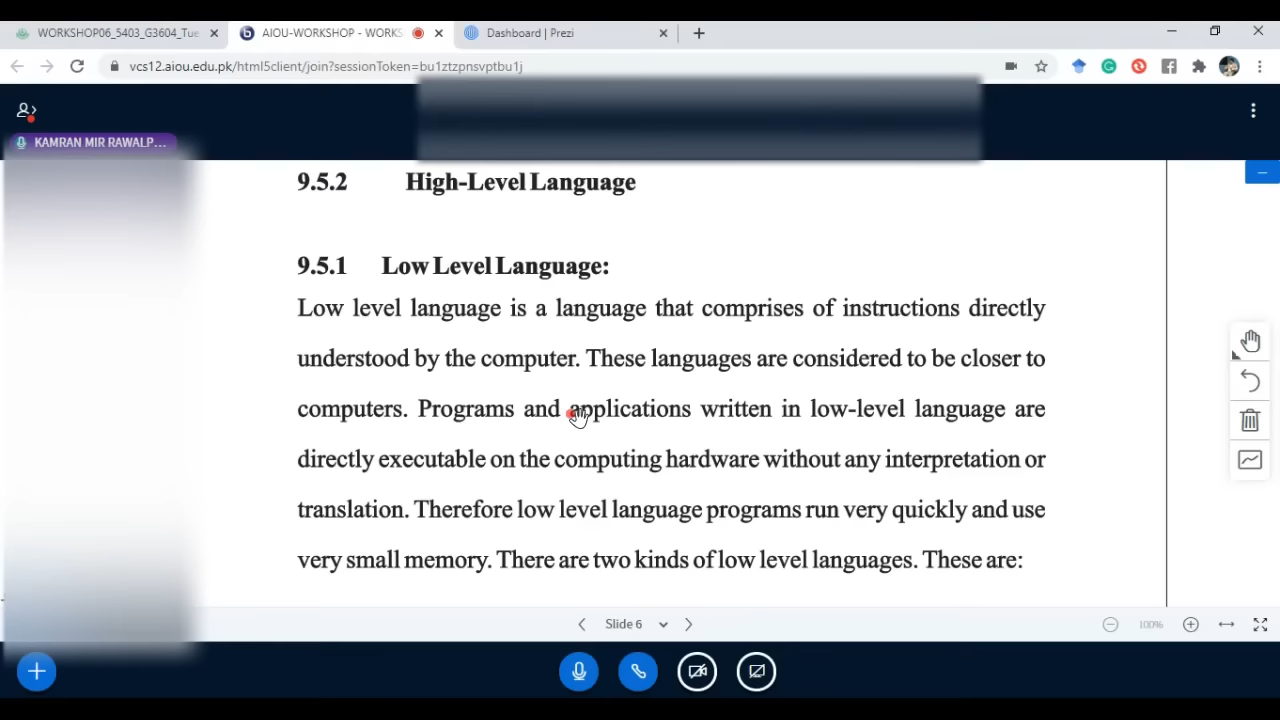 WORKSHOP06_5403_G3604_Tue
AIOU-WORKSHOP - WORKS
Dashboard | Prezi
vcs12.aiou.edu.pk/html5client/join?sessionToken=bu1ztzpnsvptbu1j
KAMRAN MIR RAWALP...
9.5.2 High-Level Language
9.5.1 Low Level Language:
Low level language is a language that comprises of instructions directly
understood by the computer. These languages are considered to be closer to
computers. Programs and applications written in low-level language are
directly executable on the computing hardware without any interpretation or
translation. Therefore low level language programs run very quickly and use
very small memory. There are two kinds of low level languages. These are:
Slide 6
100%